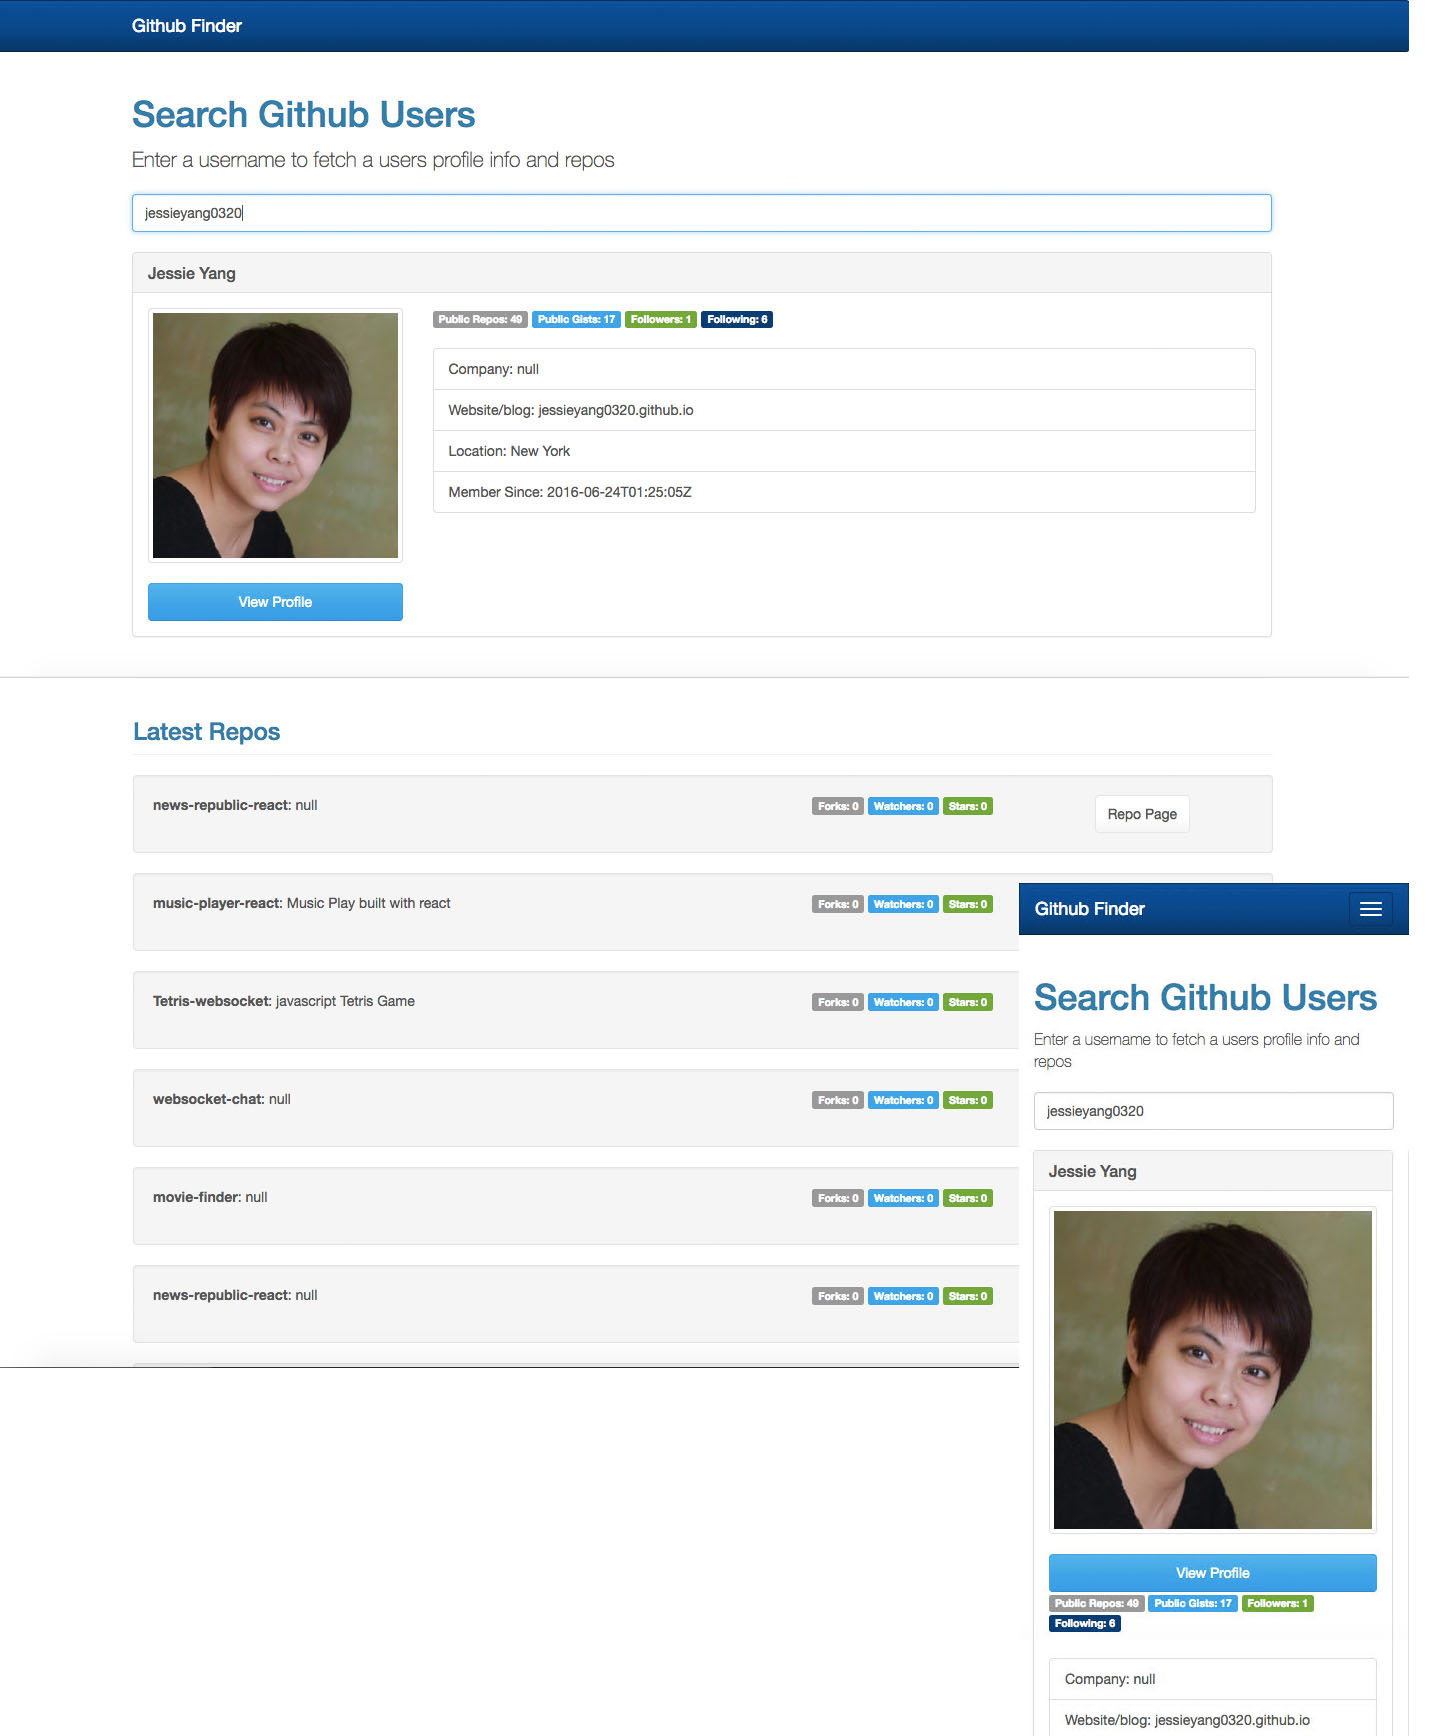 Github Finder
Search Github Users
Enter a username to fetch a users profile info and repos
jessieyang0320
Jessie Yang
Public Repos: 49 Public Gists: 17 Followers: 1 Following: 6
Company: null
Website/blog: jessieyang0320.github.io
Location: New York
Member Since: 2016-06-24T01:25:05Z
View Profile
Latest Repos
news-republic-react: null Forks: 0 Watchers: 0 Stars: 0 Repo Page
music-player-react: Music Play built with react Forks: 0 Watchers: 0 Stars: 0
Tetris-websocket: javascript Tetris Game Forks: 0 Watchers: 0 Stars: 0
websocket-chat: null Forks: 0 Watchers: 0 Stars: 0
movie-finder: null Forks: 0 Watchers: 0 Stars: 0
news-republic-react: null Forks: 0 Watchers: 0 Stars: 0
Github Finder
Search Github Users
Enter a username to fetch a users profile info and
repos
jessieyang0320
Jessie Yang
View Profile
Public Repos: 49 Public Gists: 17 Followers: 1
Following: 6
Company: null
Website/blog: jessieyang0320.github.io